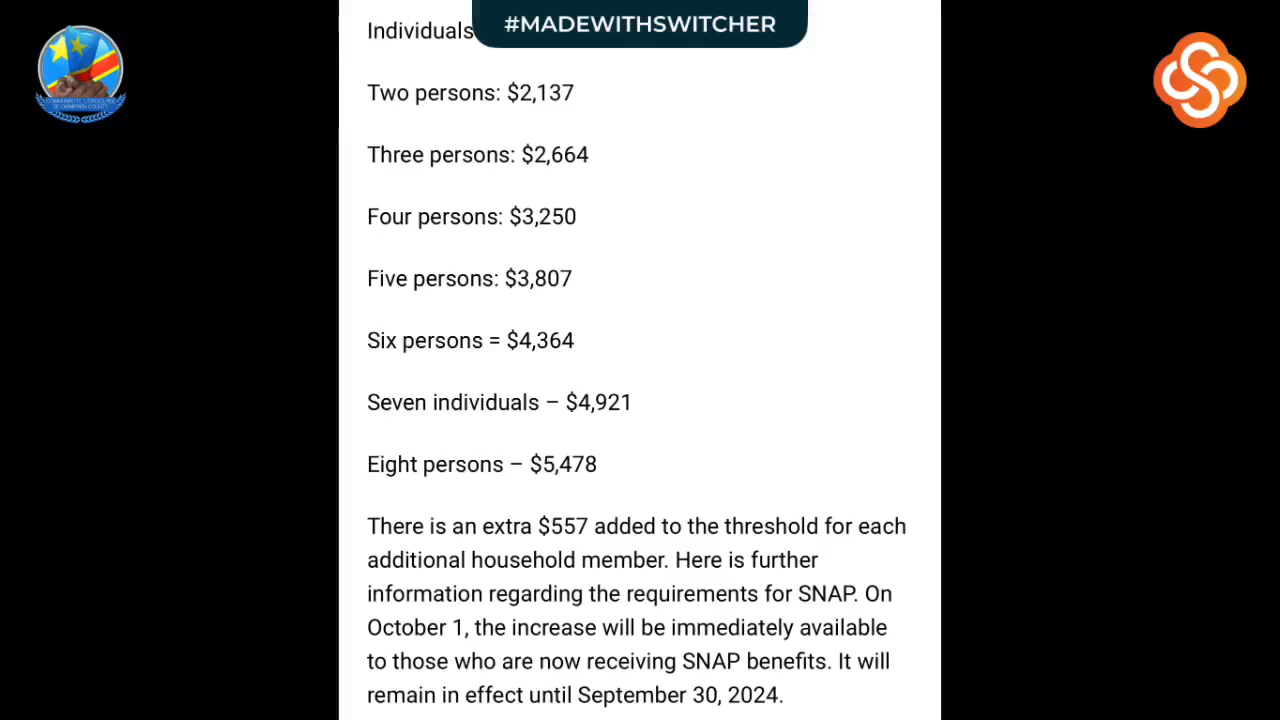 #MADEWITHSWITCHER
Individuals
Two persons: $2,137
Three persons: $2,664
Four persons: $3,250
Five persons: $3,807
Six persons = $4,364
Seven individuals – $4,921
Eight persons – $5,478
There is an extra $557 added to the threshold for each
additional household member. Here is further
information regarding the requirements for SNAP. On
October 1, the increase will be immediately available
to those who are now receiving SNAP benefits. It will
remain in effect until September 30, 2024.